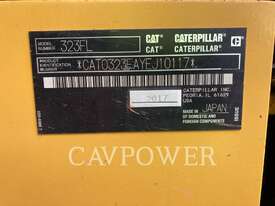 CAT CATERPILLAR
CAT CATERPILLAR
MODEL 323FL
PRODUCT IDENTIFICATION NUMBER *CAT0323FAYEJ10117*
CATERPILLAR INC.
PEORIA, IL 61629
USA
2017
MADE IN JAPAN
OF DOMESTIC AND
FOREIGN COMPONENTS
CAVPOWER